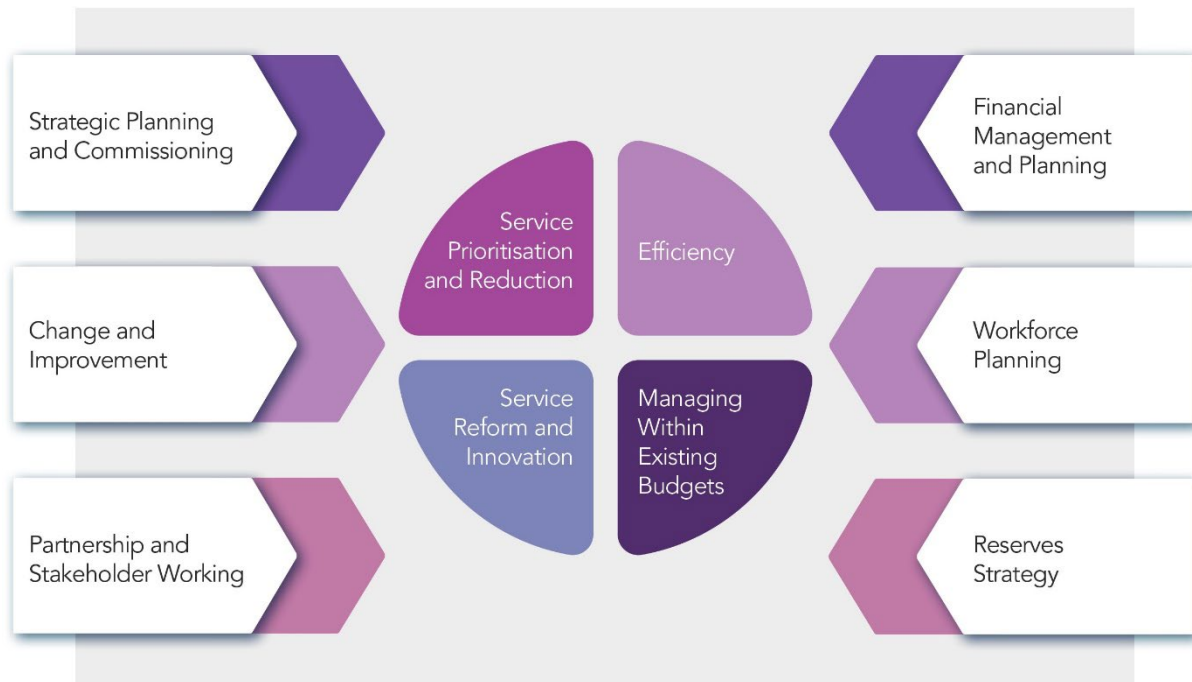 Strategic Planning
and Commissioning
Change and
Improvement
Partnership and
Stakeholder Working
Service
Prioritisation
and Reduction
Efficiency
Service
Reform and
Innovation
Managing
Within
Existing
Budgets
Financial
Management
and Planning
Workforce
Planning
Reserves
Strategy